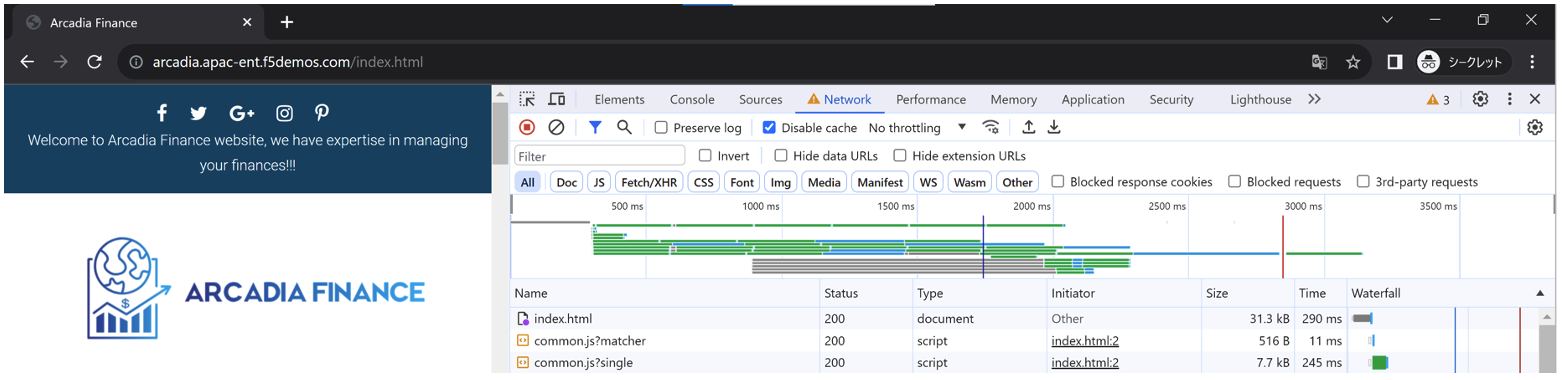 Arcadia Finance
arcadia.apac-ent.f5demos.com/index.html
シークレット
Welcome to Arcadia Finance website, we have expertise in managing
your finances!!!
ARCADIA FINANCE
Elements Console Sources Network Performance Memory Application Security Lighthouse 3
Preserve log Disable cache No throttling
Filter Invert Hide data URLs Hide extension URLs
All Doc JS Fetch/XHR CSS Font Img Media Manifest WS Wasm Other Blocked response cookies Blocked requests 3rd-party requests
500 ms 1000 ms 1500 ms 2000 ms 2500 ms 3000 ms 3500 ms
Name Status Type Initiator Size Time Waterfall
index.html 200 document Other 31.3 kB 290 ms
common.js?matcher 200 script index.html:2 516 B 11 ms
common.js?single 200 script index.html:2 7.7 kB 245 ms